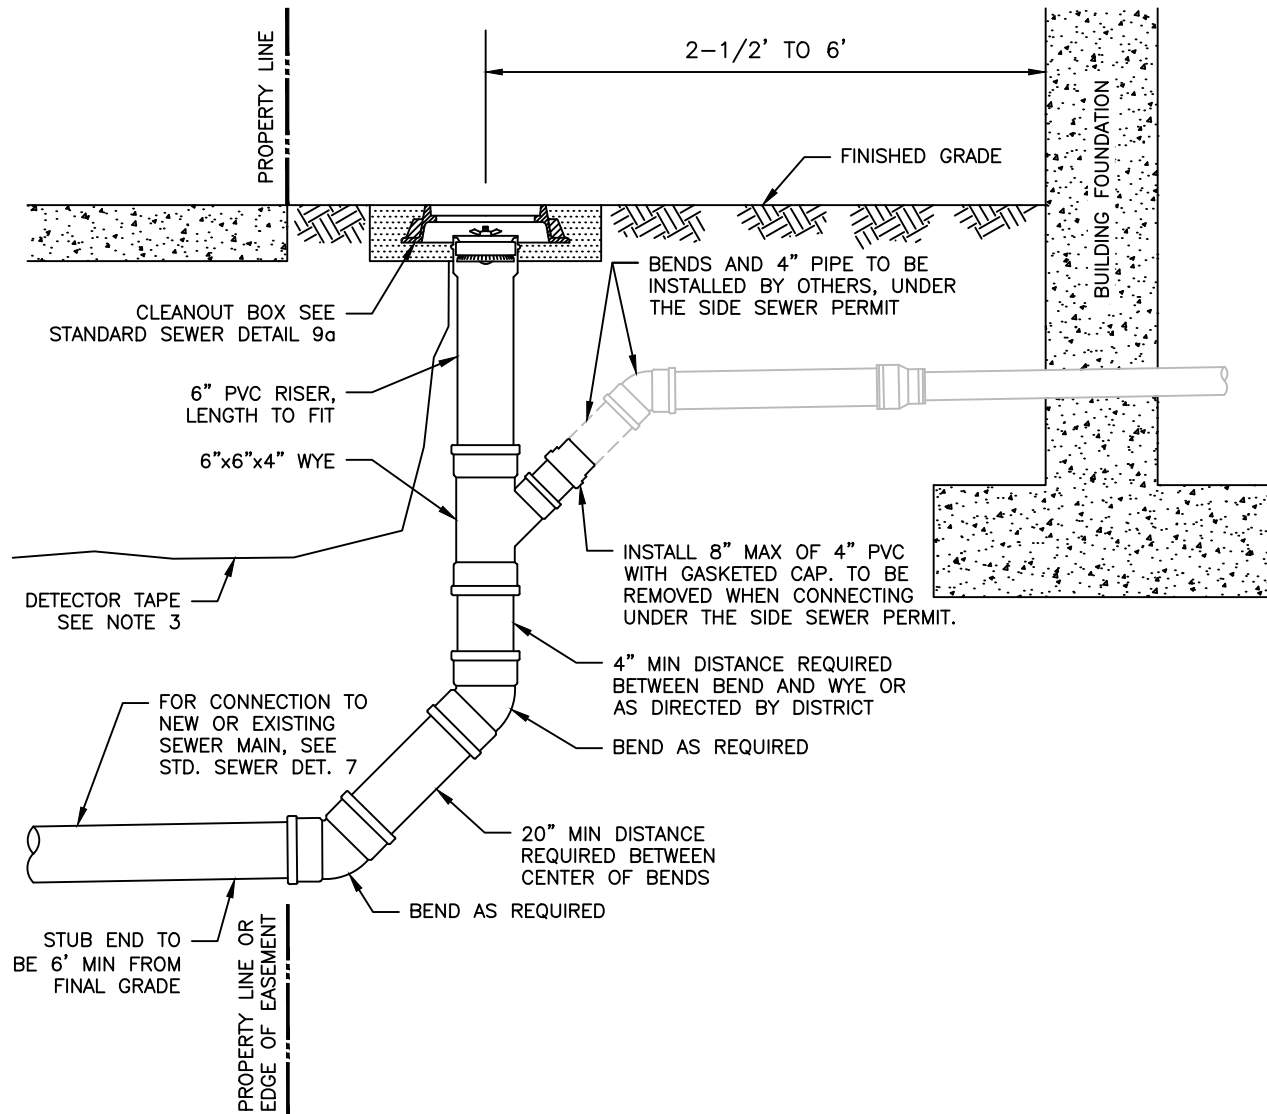 PROPERTY LINE
2-1/2' TO 6'
BUILDING FOUNDATION
FINISHED GRADE
BENDS AND 4" PIPE TO BE
INSTALLED BY OTHERS, UNDER
THE SIDE SEWER PERMIT
CLEANOUT BOX SEE
STANDARD SEWER DETAIL 9a
6" PVC RISER,
LENGTH TO FIT
6"x6"x4" WYE
INSTALL 8" MAX OF 4" PVC
WITH GASKETED CAP. TO BE
REMOVED WHEN CONNECTING
UNDER THE SIDE SEWER PERMIT.
DETECTOR TAPE
SEE NOTE 3
4" MIN DISTANCE REQUIRED
BETWEEN BEND AND WYE OR
AS DIRECTED BY DISTRICT
FOR CONNECTION TO
NEW OR EXISTING
SEWER MAIN, SEE
STD. SEWER DET. 7
BEND AS REQUIRED
20" MIN DISTANCE
REQUIRED BETWEEN
CENTER OF BENDS
BEND AS REQUIRED
STUB END TO
BE 6' MIN FROM
FINAL GRADE
PROPERTY LINE OR
EDGE OF EASEMENT